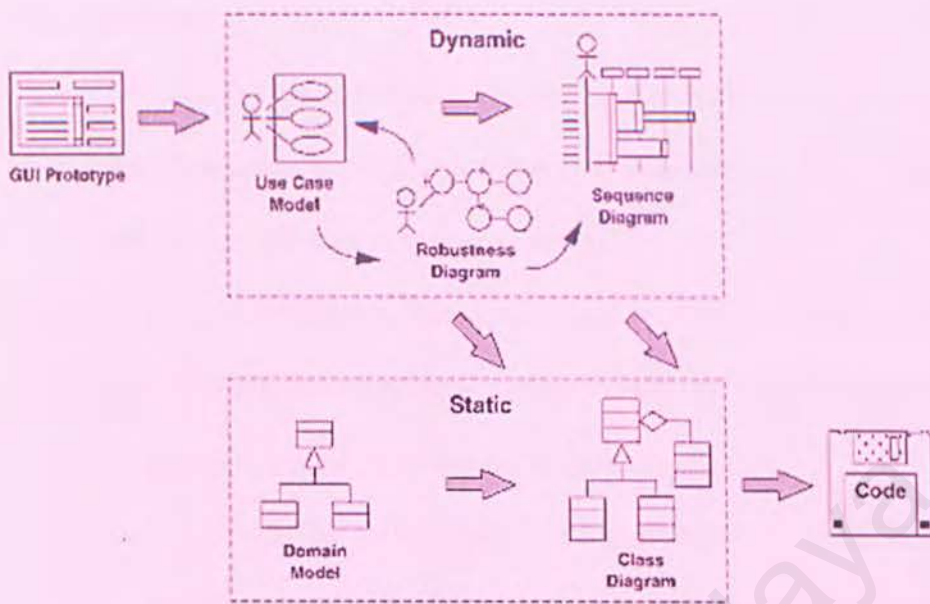 Dynamic
GUI Prototype
Use Case
Model
Sequence
Diagram
Robustness
Diagram
Static
Code
Domain
Model
Class
Diagram